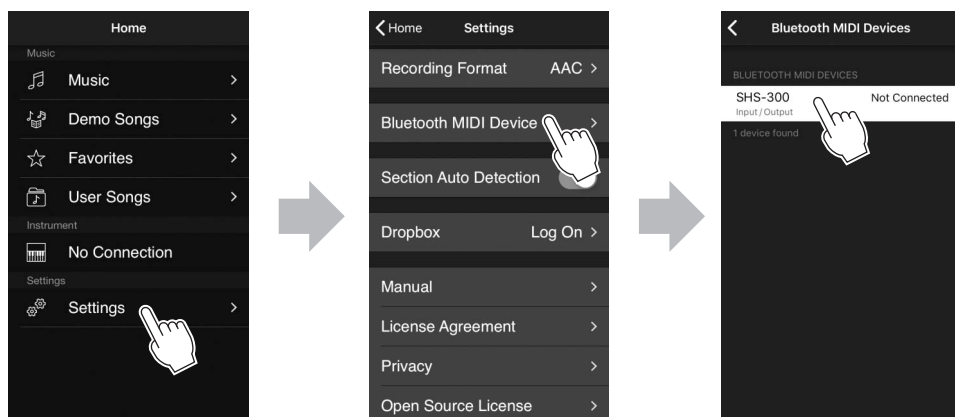 Home
Music
Music
Demo Songs
Favorites
User Songs
Instrument
No Connection
Settings
Settings
Home Settings
Recording Format AAC
Bluetooth MIDI Device
Section Auto Detection
Dropbox Log On
Manual
License Agreement
Privacy
Open Source License
Bluetooth MIDI Devices
BLUETOOTH MIDI DEVICES
SHS-300 Not Connected
Input / Output
1 device found